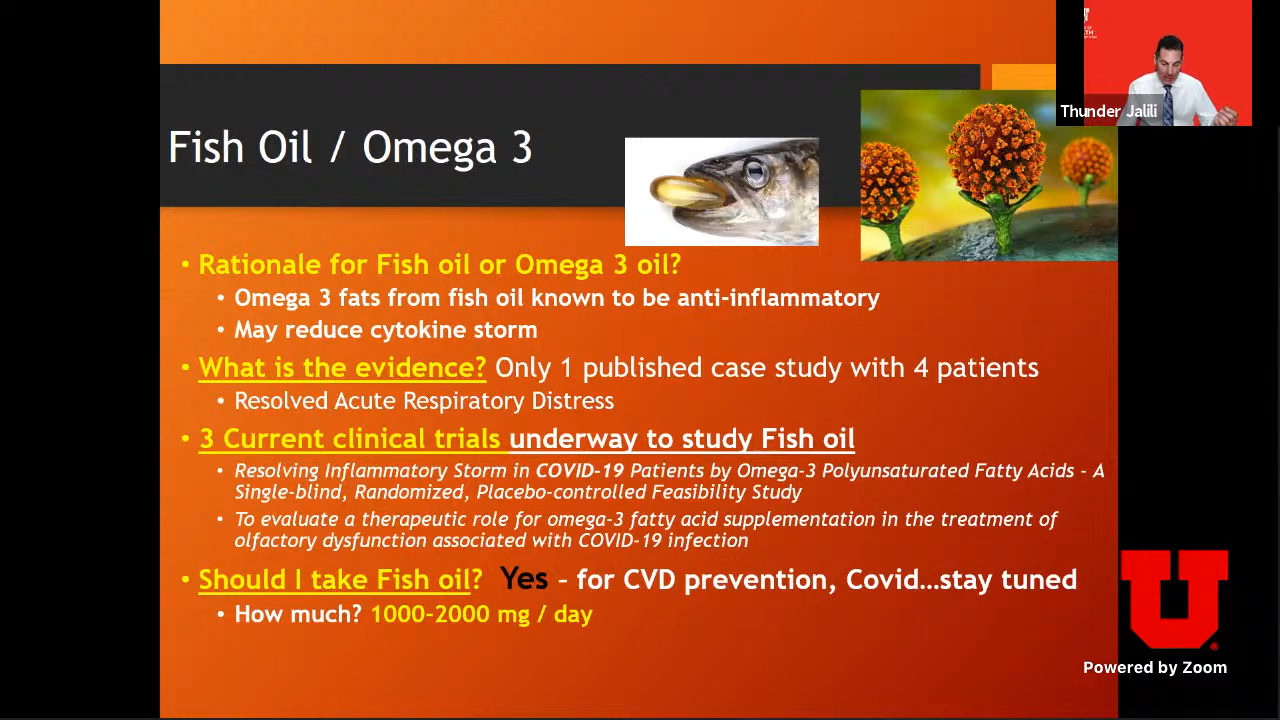 Thunder Jalili
Fish Oil / Omega 3
• Rationale for Fish oil or Omega 3 oil?
• Omega 3 fats from fish oil known to be anti-inflammatory
• May reduce cytokine storm
• What is the evidence? Only 1 published case study with 4 patients
• Resolved Acute Respiratory Distress
• 3 Current clinical trials underway to study Fish oil
• Resolving Inflammatory Storm in COVID-19 Patients by Omega-3 Polyunsaturated Fatty Acids - A
Single-blind, Randomized, Placebo-controlled Feasibility Study
• To evaluate a therapeutic role for omega-3 fatty acid supplementation in the treatment of
olfactory dysfunction associated with COVID-19 infection
• Should I take Fish oil? Yes – for CVD prevention, Covid…stay tuned
• How much? 1000-2000 mg / day
U
Powered by Zoom